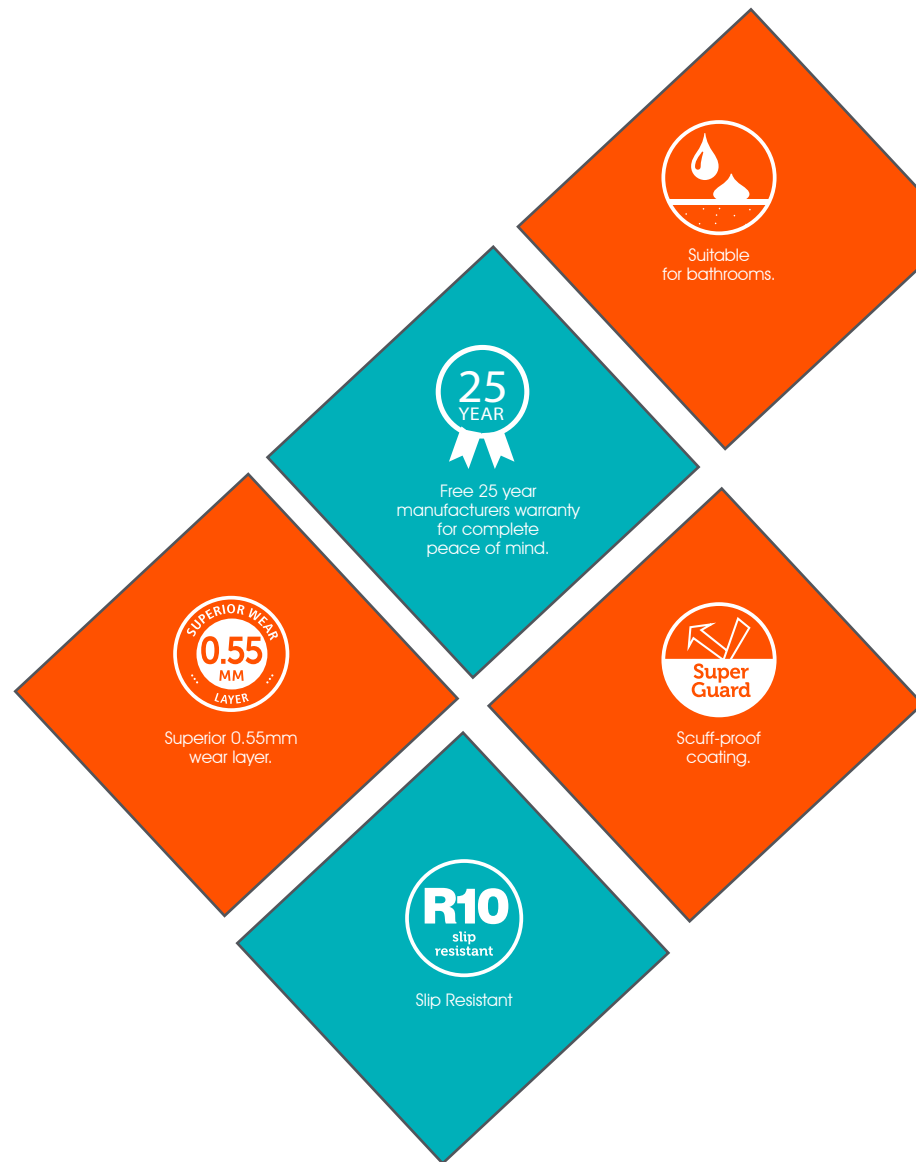 Suitable
for bathrooms.
25
YEAR
Free 25 year
manufacturers warranty
for complete
peace of mind.
SUPERIOR WEAR
0.55
MM
LAYER
Superior 0.55mm
wear layer.
Super
Guard
Scuff-proof
coating.
R10
slip
resistant
Slip Resistant